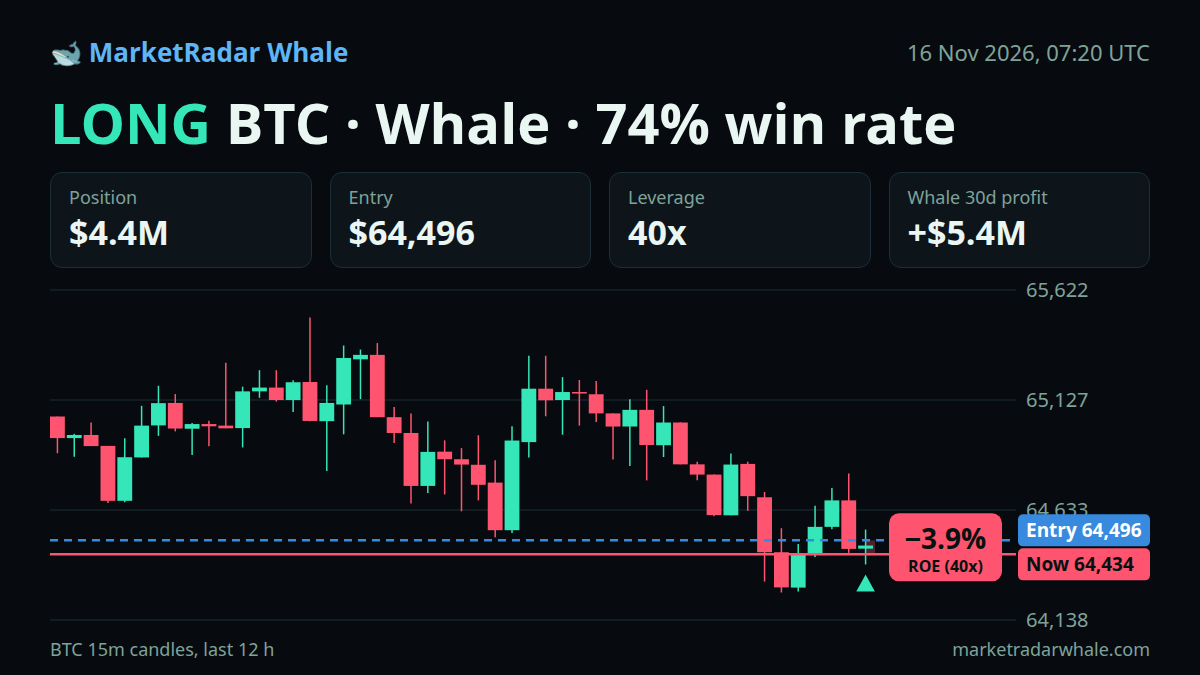 MarketRadar Whale
16 Nov 2026, 07:20 UTC
LONG BTC · Whale · 74% win rate
Position
$4.4M
Entry
$64,496
Leverage
40x
Whale 30d profit
+$5.4M
65,622
65,127
64,633
Entry 64,496
−3.9%
ROE (40x)
Now 64,434
64,138
BTC 15m candles, last 12 h
marketradarwhale.com